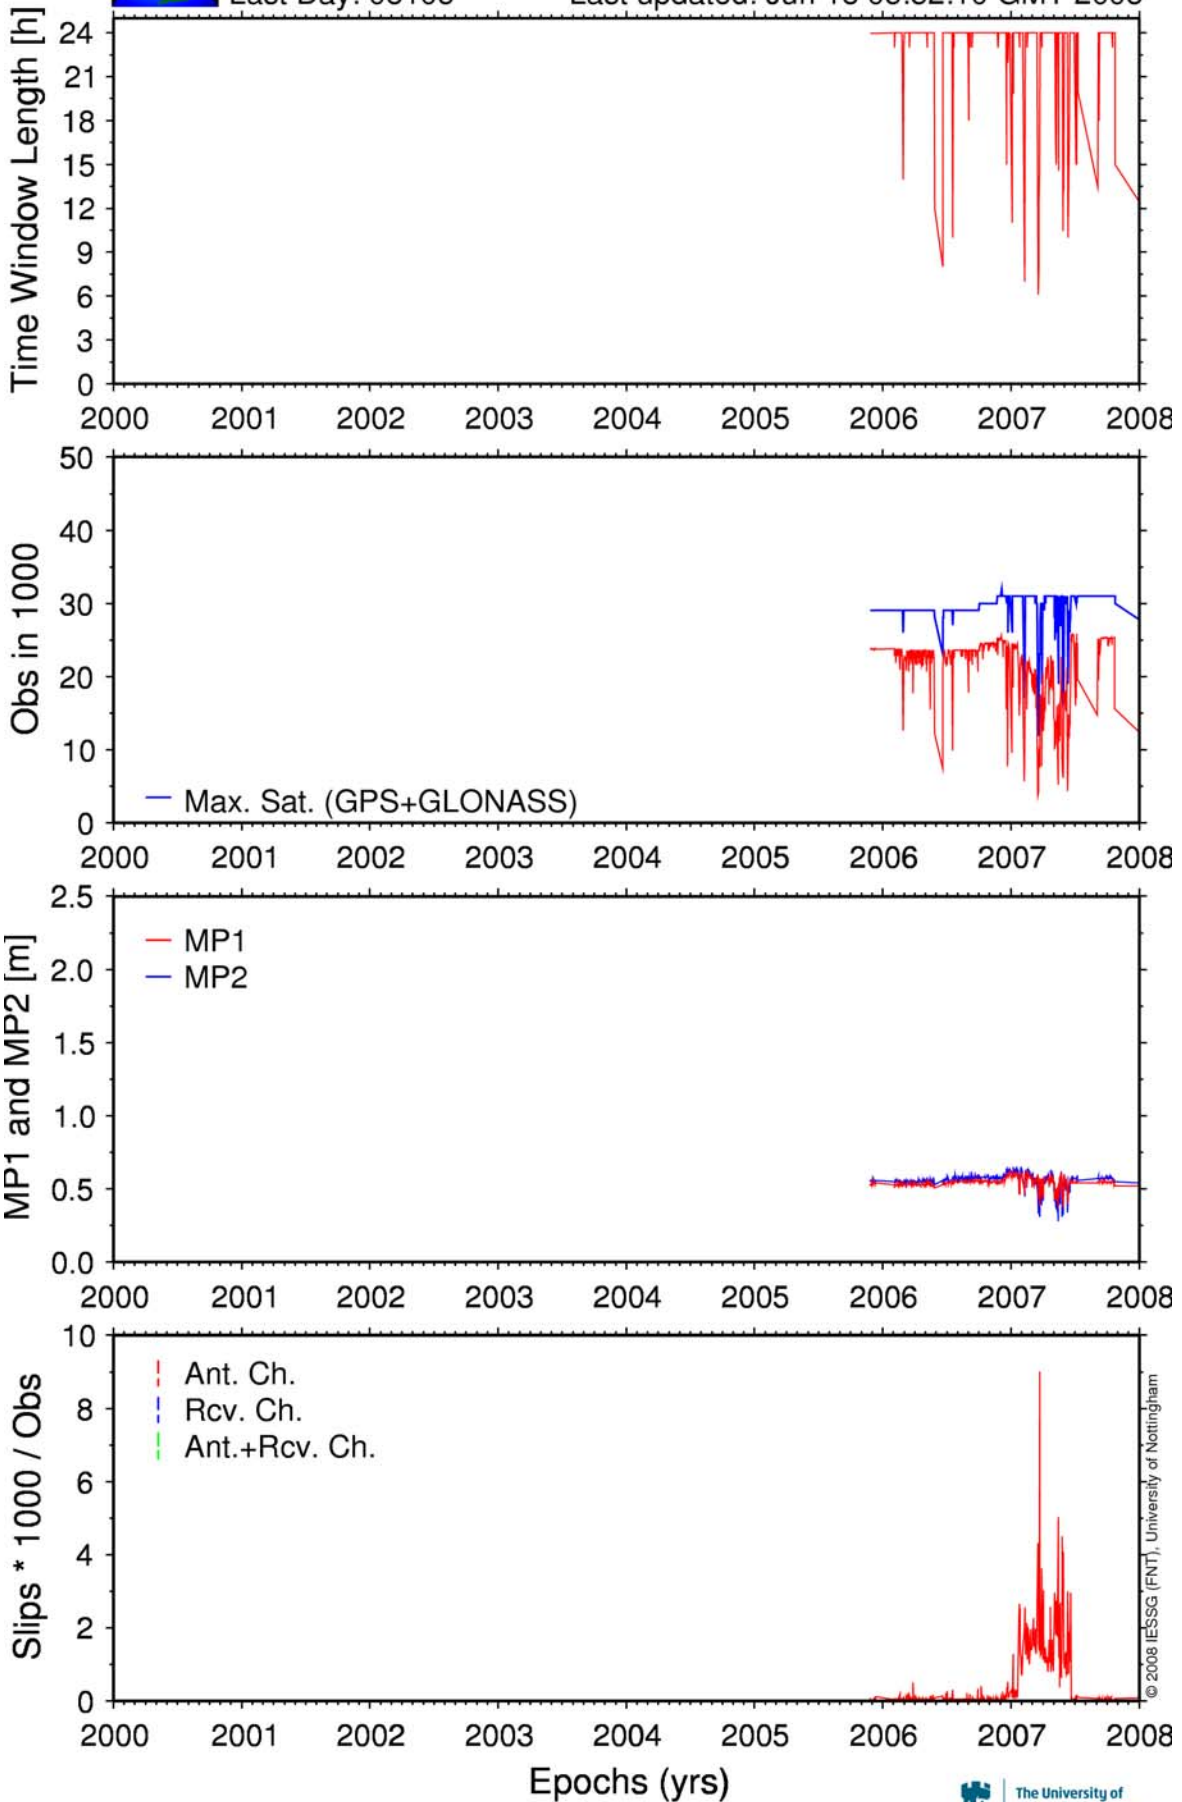 Time Window Length [h]
24
21
18
15
12
9
6
3
0
2000 2001 2002 2003 2004 2005 2006 2007 2008
Obs in 1000
50
40
30
20
10
0
Max. Sat. (GPS+GLONASS)
2000 2001 2002 2003 2004 2005 2006 2007 2008
MP1 and MP2 [m]
2.5
2.0
1.5
1.0
0.5
0.0
MP1
MP2
2000 2001 2002 2003 2004 2005 2006 2007 2008
Slips * 1000 / Obs
10
8
6
4
2
0
Ant. Ch.
Rcv. Ch.
Ant.+Rcv. Ch.
© 2008 IESSG (FNT), University of Nottingham
2000 2001 2002 2003 2004 2005 2006 2007 2008
Epochs (yrs)
The University of